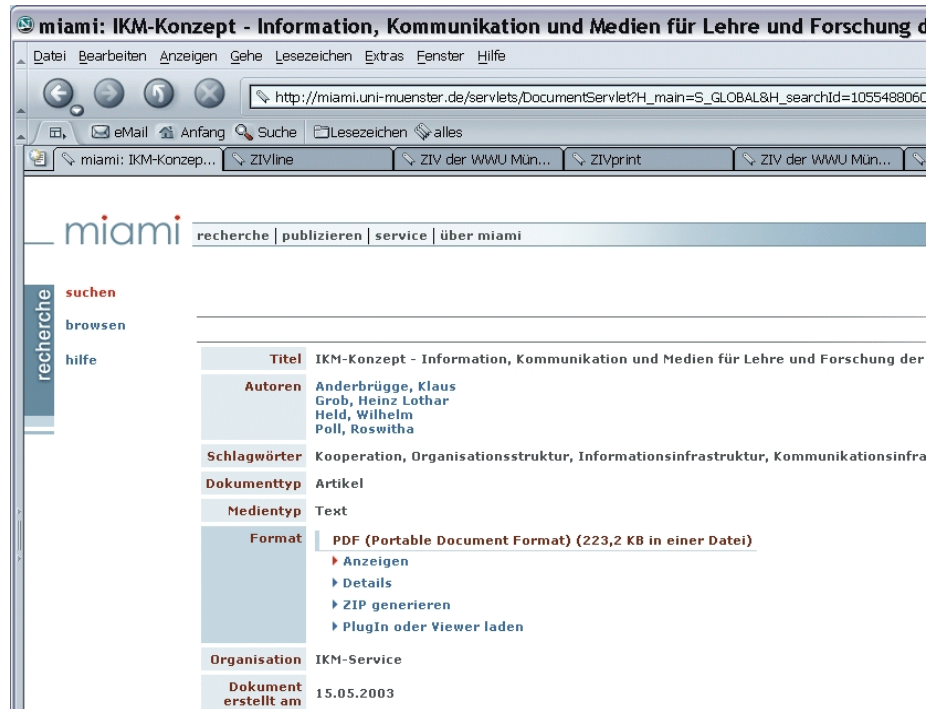 miami: IKM-Konzept - Information, Kommunikation und Medien für Lehre und Forschung d
Datei Bearbeiten Anzeigen Gehe Lesezeichen Extras Fenster Hilfe
http://miami.uni-muenster.de/servlets/DocumentServlet?H_main=S_GLOBAL&H_searchId=1055488060
eMail Anfang Suche Lesezeichen alles
miami: IKM-Konzep... ZIVline ZIV der WWU Mün... ZIVprint ZIV der WWU Mün...
miami recherche | publizieren | service | über miami
recherche
suchen
browsen
hilfe
Titel IKM-Konzept - Information, Kommunikation und Medien für Lehre und Forschung der
Autoren Anderbrügge, Klaus
Grob, Heinz Lothar
Held, Wilhelm
Poll, Roswitha
Schlagwörter Kooperation, Organisationsstruktur, Informationsinfrastruktur, Kommunikationsinfra
Dokumenttyp Artikel
Medientyp Text
Format PDF (Portable Document Format) (223,2 KB in einer Datei)
Anzeigen
Details
ZIP generieren
PlugIn oder Viewer laden
Organisation IKM-Service
Dokument
erstellt am 15.05.2003